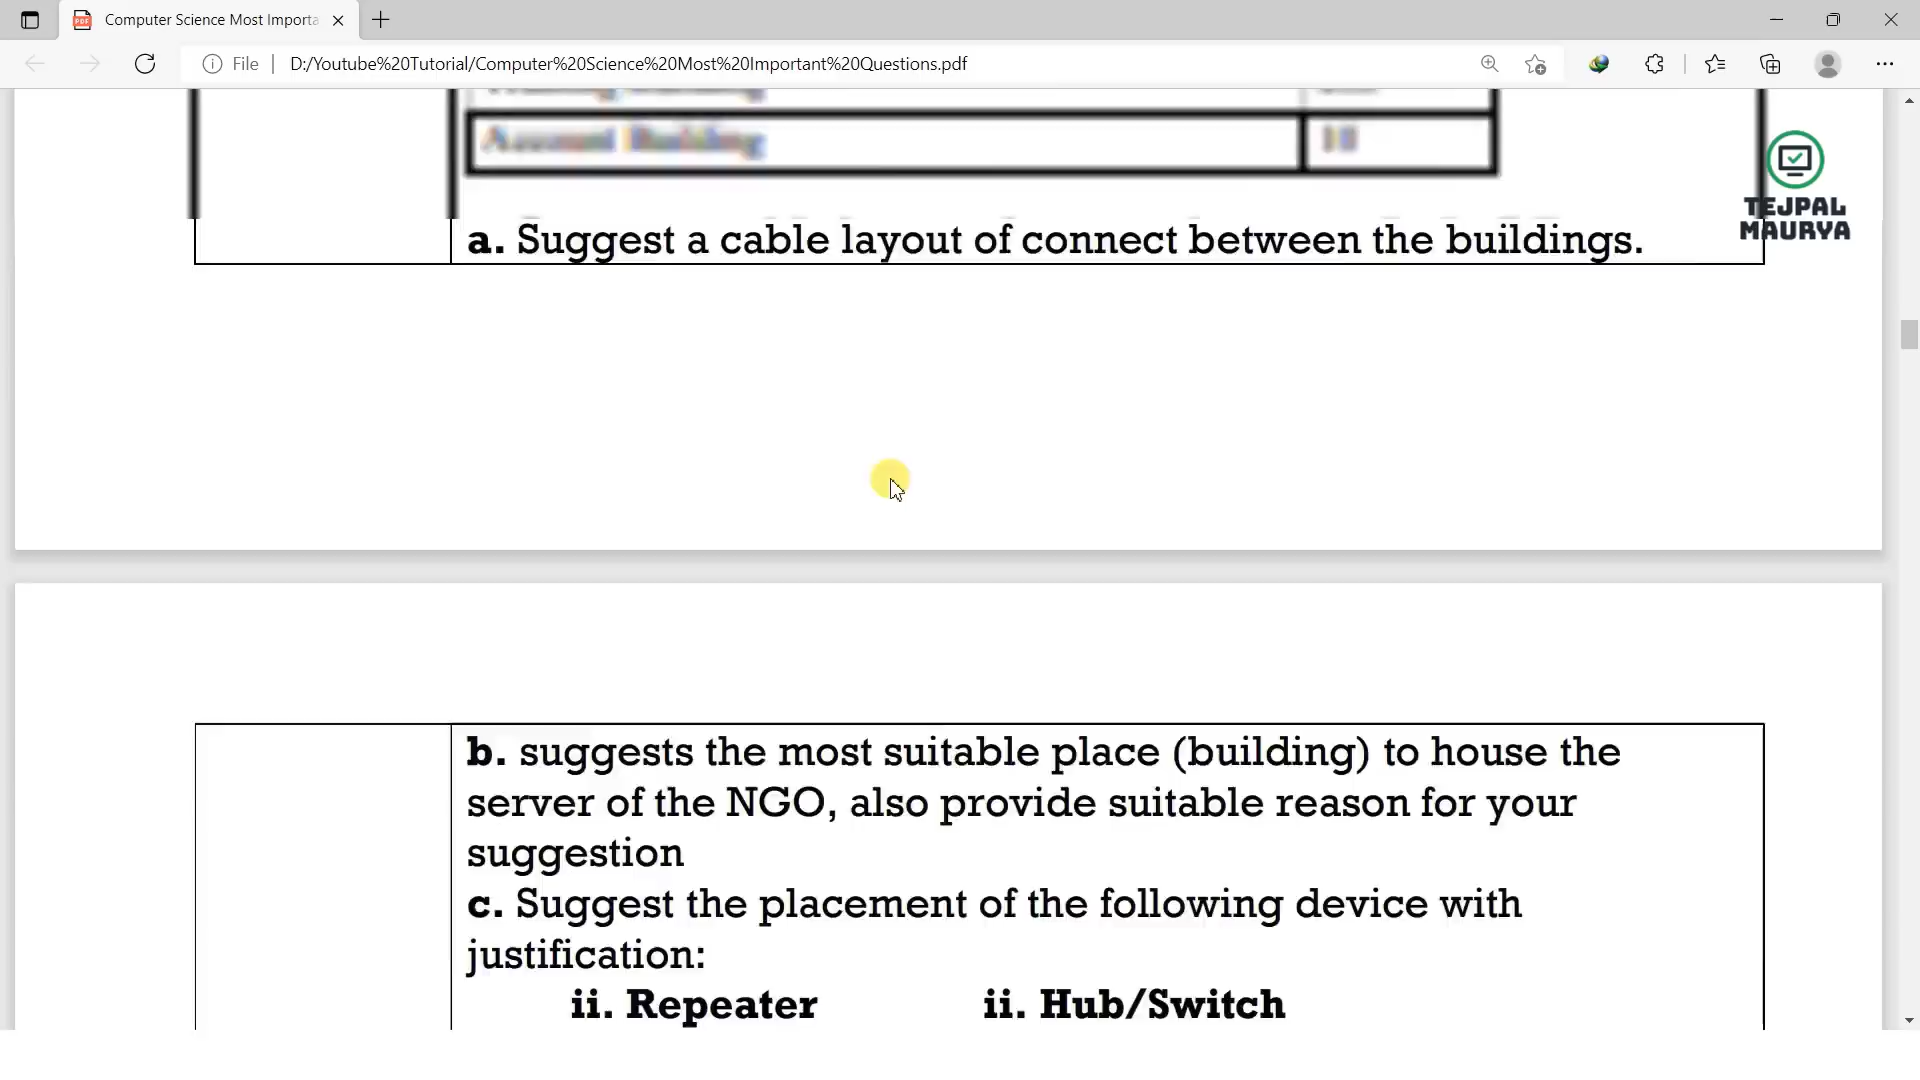 Computer Science Most Importa
File
D:/Youtube%20Tutorial/Computer%20Science%20Most%20Important%20Questions.pdf
Account Building 10
TEJPAL
MAURYA
a. Suggest a cable layout of connect between the buildings.
b. suggests the most suitable place (building) to house the
server of the NGO, also provide suitable reason for your
suggestion
c. Suggest the placement of the following device with
justification:
ii. Repeater ii. Hub/Switch